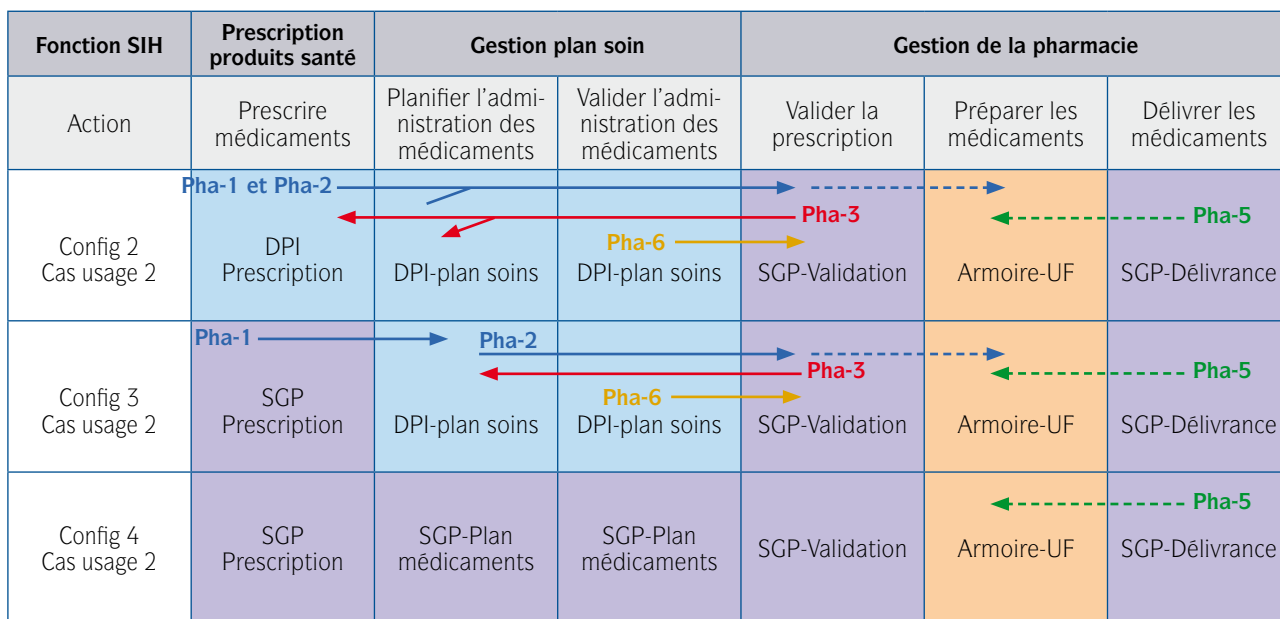 Fonction SIH
Prescription
produits santé
Gestion plan soin
Gestion de la pharmacie
Action
Prescrire
médicaments
Planifier l’admi-
nistration des
médicaments
Valider l’admi-
nistration des
médicaments
Valider la
prescription
Préparer les
médicaments
Délivrer les
médicaments
Config 2
Cas usage 2
Pha-1 et Pha-2
Pha-3
Pha-5
Pha-6
DPI
Prescription
DPI-plan soins
DPI-plan soins
SGP-Validation
Armoire-UF
SGP-Délivrance
Config 3
Cas usage 2
Pha-1
Pha-2
Pha-3
Pha-5
Pha-6
SGP
Prescription
DPI-plan soins
DPI-plan soins
SGP-Validation
Armoire-UF
SGP-Délivrance
Config 4
Cas usage 2
Pha-5
SGP
Prescription
SGP-Plan
médicaments
SGP-Plan
médicaments
SGP-Validation
Armoire-UF
SGP-Délivrance